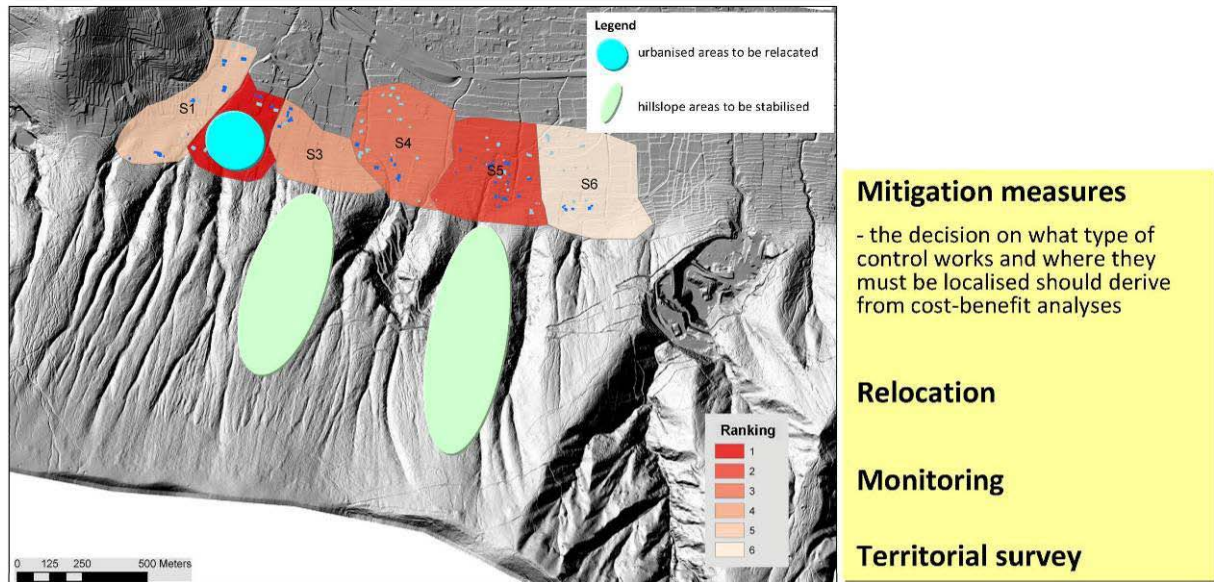 Legend
urbanised areas to be relacated
hillslope areas to be stabilised
S1
S3
S4
S5
S6
Ranking
1
2
3
4
5
6
0 125 250 500 Meters
Mitigation measures
- the decision on what type of
control works and where they
must be localised should derive
from cost-benefit analyses
Relocation
Monitoring
Territorial survey